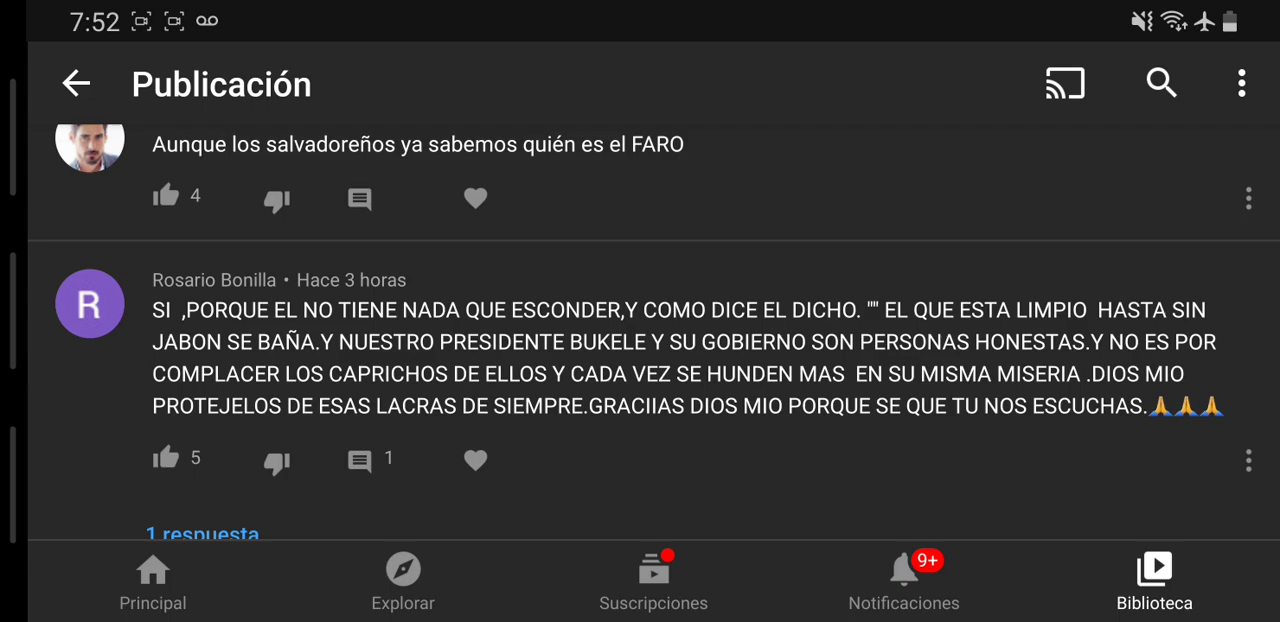 7:52
Publicación
Aunque los salvadoreños ya sabemos quién es el FARO
4
Rosario Bonilla • Hace 3 horas
SI ,PORQUE EL NO TIENE NADA QUE ESCONDER,Y COMO DICE EL DICHO. "" EL QUE ESTA LIMPIO HASTA SIN
JABON SE BAÑA.Y NUESTRO PRESIDENTE BUKELE Y SU GOBIERNO SON PERSONAS HONESTAS.Y NO ES POR
COMPLACER LOS CAPRICHOS DE ELLOS Y CADA VEZ SE HUNDEN MAS EN SU MISMA MISERIA .DIOS MIO
PROTEJELOS DE ESAS LACRAS DE SIEMPRE.GRACIIAS DIOS MIO PORQUE SE QUE TU NOS ESCUCHAS.🙏🙏🙏
5 1
1 respuesta
9+
Principal Explorar Suscripciones Notificaciones Biblioteca
R